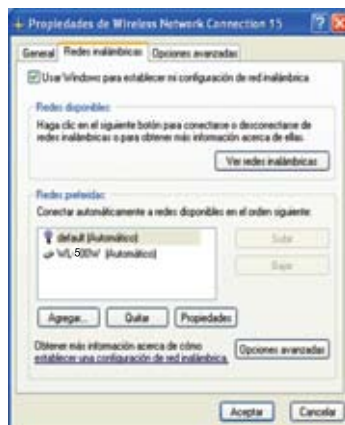 Propiedades de Wireless Network Connection 15
General Redes inalámbricas Opciones avanzadas
Usar Windows para establecer mi configuración de red inalámbrica
Redes disponibles:
Haga clic en el siguiente botón para conectarse o desconectarse de
redes inalámbricas o para obtener más información acerca de ellas.
Ver redes inalámbricas
Redes preferidas:
Conectar automáticamente a redes disponibles en el orden siguiente:
default (Automático)
WL-500W (Automático)
Subir
Bajar
Agregar... Quitar Propiedades
Obtener más información acerca de cómo
establecer una configuración de red inalámbrica.
Opciones avanzadas
Aceptar Cancelar